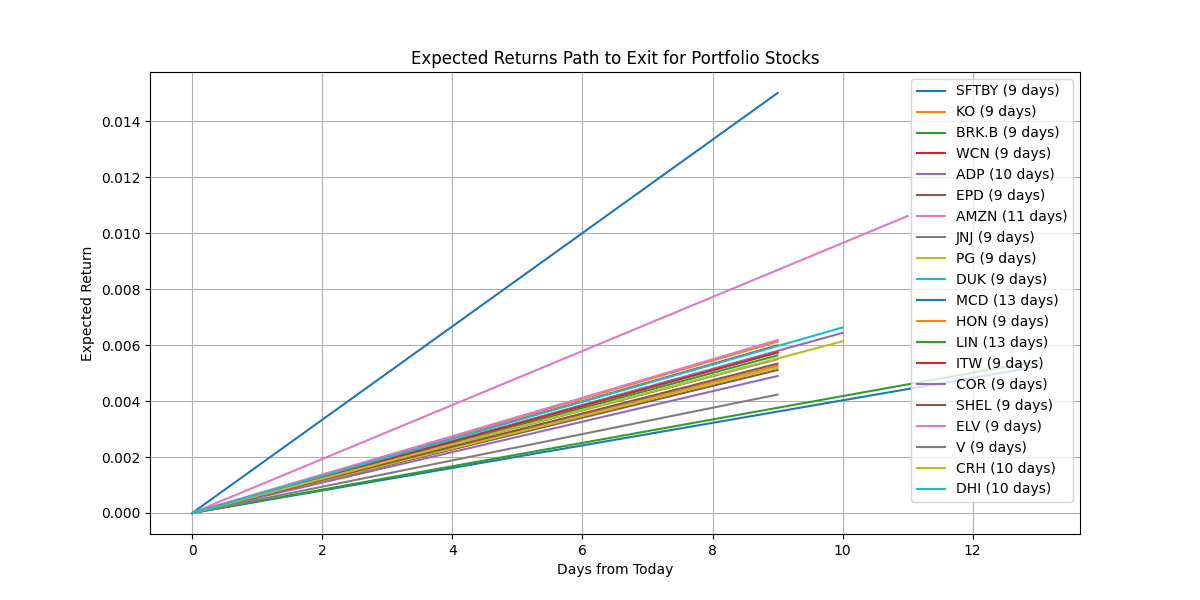 Expected Returns Path to Exit for Portfolio Stocks
Expected Return
0.014
0.012
0.010
0.008
0.006
0.004
0.002
0.000
0 2 4 6 8 10 12
Days from Today
SFTBY (9 days)
KO (9 days)
BRK.B (9 days)
WCN (9 days)
ADP (10 days)
EPD (9 days)
AMZN (11 days)
JNJ (9 days)
PG (9 days)
DUK (9 days)
MCD (13 days)
HON (9 days)
LIN (13 days)
ITW (9 days)
COR (9 days)
SHEL (9 days)
ELV (9 days)
V (9 days)
CRH (10 days)
DHI (10 days)